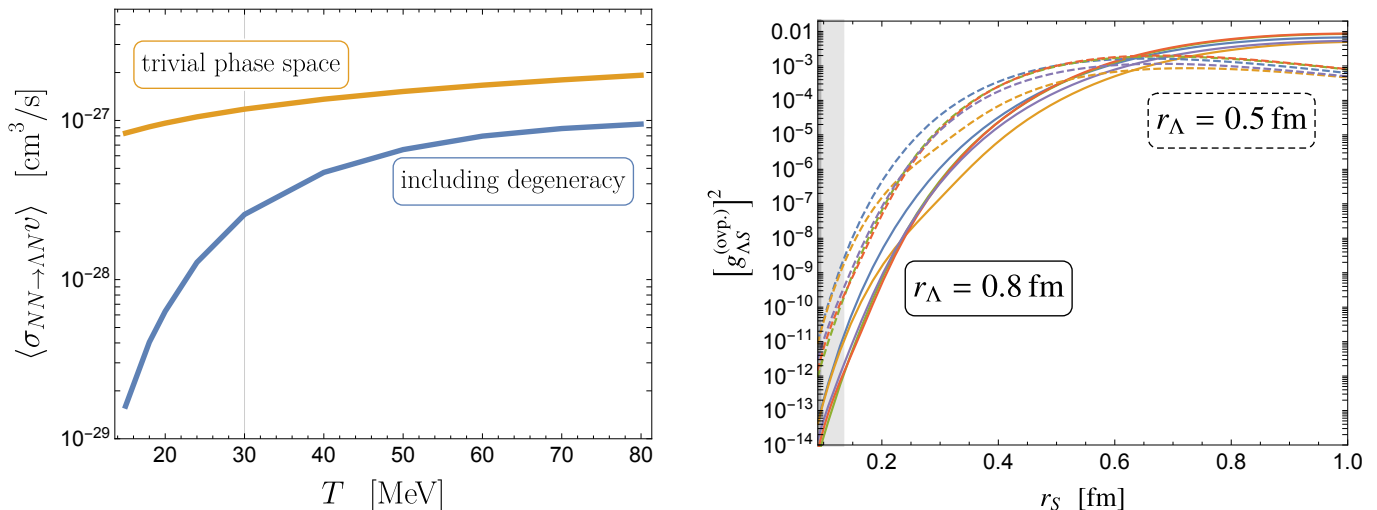 ⟨σ_{NN→ΛN}v⟩ [cm³/s]
10⁻²⁷
10⁻²⁸
10⁻²⁹
trivial phase space
including degeneracy
20 30 40 50 60 70 80
T [MeV]
[g_{ΛS}^{(ovp.)}]²
0.01
10⁻³
10⁻⁴
10⁻⁵
10⁻⁶
10⁻⁷
10⁻⁸
10⁻⁹
10⁻¹⁰
10⁻¹¹
10⁻¹²
10⁻¹³
10⁻¹⁴
r_Λ = 0.5 fm
r_Λ = 0.8 fm
0.2 0.4 0.6 0.8 1.0
r_S [fm]